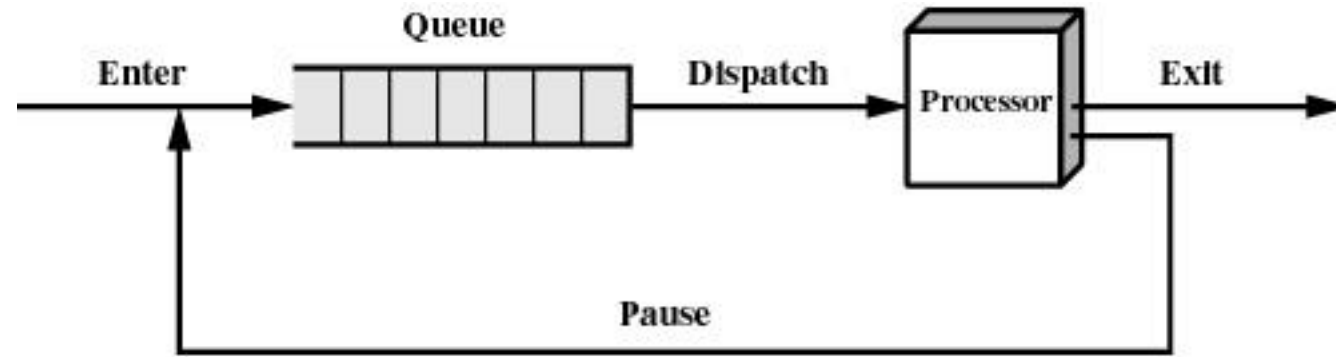 Queue
Enter
Dispatch
Processor
Exit
Pause